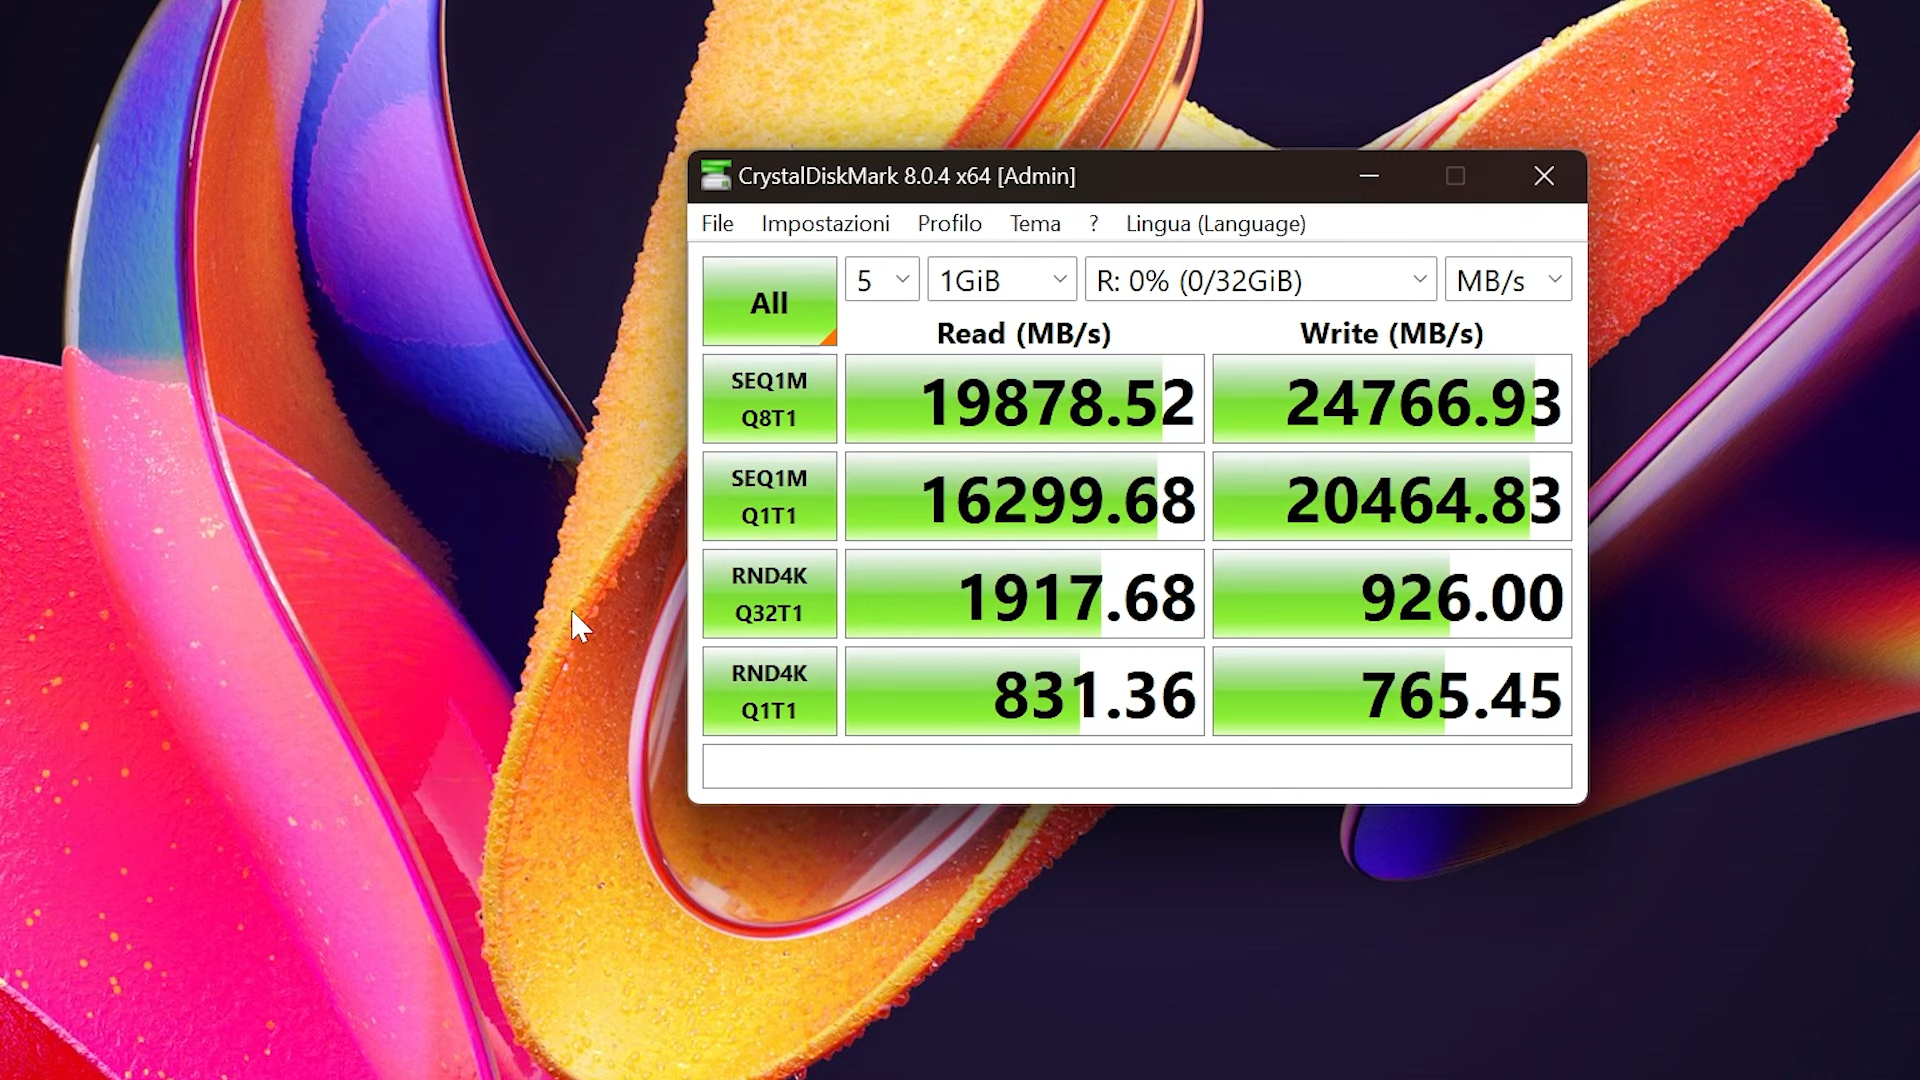 CrystalDiskMark 8.0.4 x64 [Admin]
File Impostazioni Profilo Tema ? Lingua (Language)
All 5 1GiB R: 0% (0/32GiB) MB/s
Read (MB/s) Write (MB/s)
SEQ1M
Q8T1
19878.52 24766.93
SEQ1M
Q1T1
16299.68 20464.83
RND4K
Q32T1
1917.68 926.00
RND4K
Q1T1
831.36 765.45